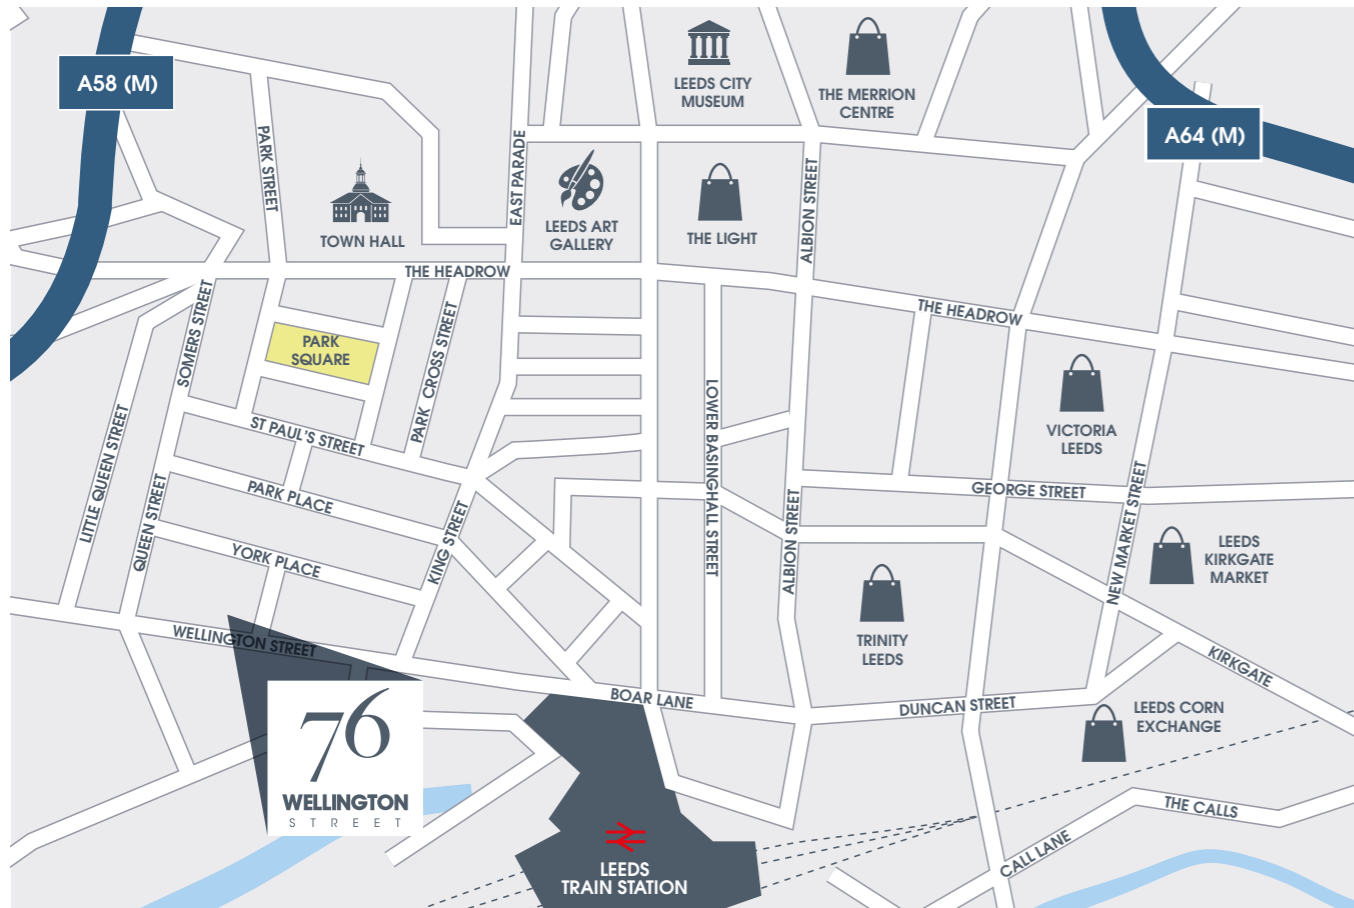 A58 (M)
LEEDS CITY
MUSEUM
THE MERRION
CENTRE
A64 (M)
PARK STREET
EAST PARADE
ALBION STREET
TOWN HALL
LEEDS ART
GALLERY
THE LIGHT
THE HEADROW
THE HEADROW
SOMERS STREET
PARK
SQUARE
PARK CROSS STREET
LOWER BASINGHALL STREET
VICTORIA
LEEDS
LITTLE QUEEN STREET
ST PAUL'S STREET
QUEEN STREET
PARK PLACE
KING STREET
ALBION STREET
GEORGE STREET
NEW MARKET STREET
LEEDS
KIRKGATE
MARKET
YORK PLACE
WELLINGTON STREET
TRINITY
LEEDS
KIRKGATE
BOAR LANE
DUNCAN STREET
LEEDS CORN
EXCHANGE
76
WELLINGTON
STREET
THE CALLS
CALL LANE
LEEDS
TRAIN STATION